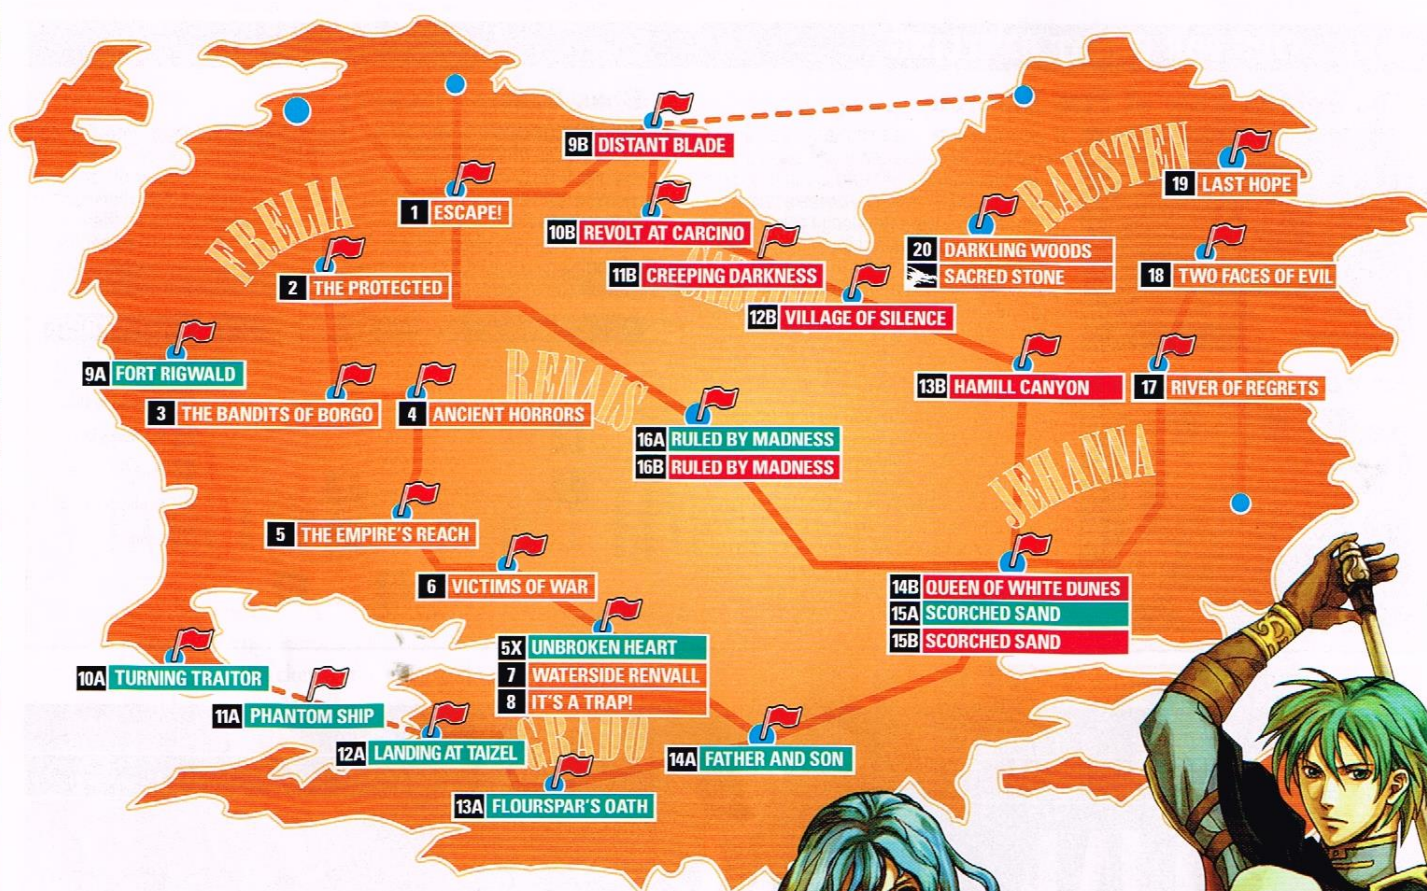 9B DISTANT BLADE
RAUSTEN
19 LAST HOPE
FRELIA
1 ESCAPE!
10B REVOLT AT CARCINO
20 DARKLING WOODS
SACRED STONE
2 THE PROTECTED
11B CREEPING DARKNESS
18 TWO FACES OF EVIL
12B VILLAGE OF SILENCE
9A FORT RIGWALD
RENAIS
3 THE BANDITS OF BORGO
4 ANCIENT HORRORS
13B HAMILL CANYON
17 RIVER OF REGRETS
16A RULED BY MADNESS
16B RULED BY MADNESS
JEHANNA
5 THE EMPIRE'S REACH
6 VICTIMS OF WAR
14B QUEEN OF WHITE DUNES
15A SCORCHED SAND
15B SCORCHED SAND
5X UNBROKEN HEART
7 WATERSIDE RENVALL
8 IT'S A TRAP!
10A TURNING TRAITOR
11A PHANTOM SHIP
GRADO
12A LANDING AT TAIZEL
14A FATHER AND SON
13A FLOURSPAR'S OATH